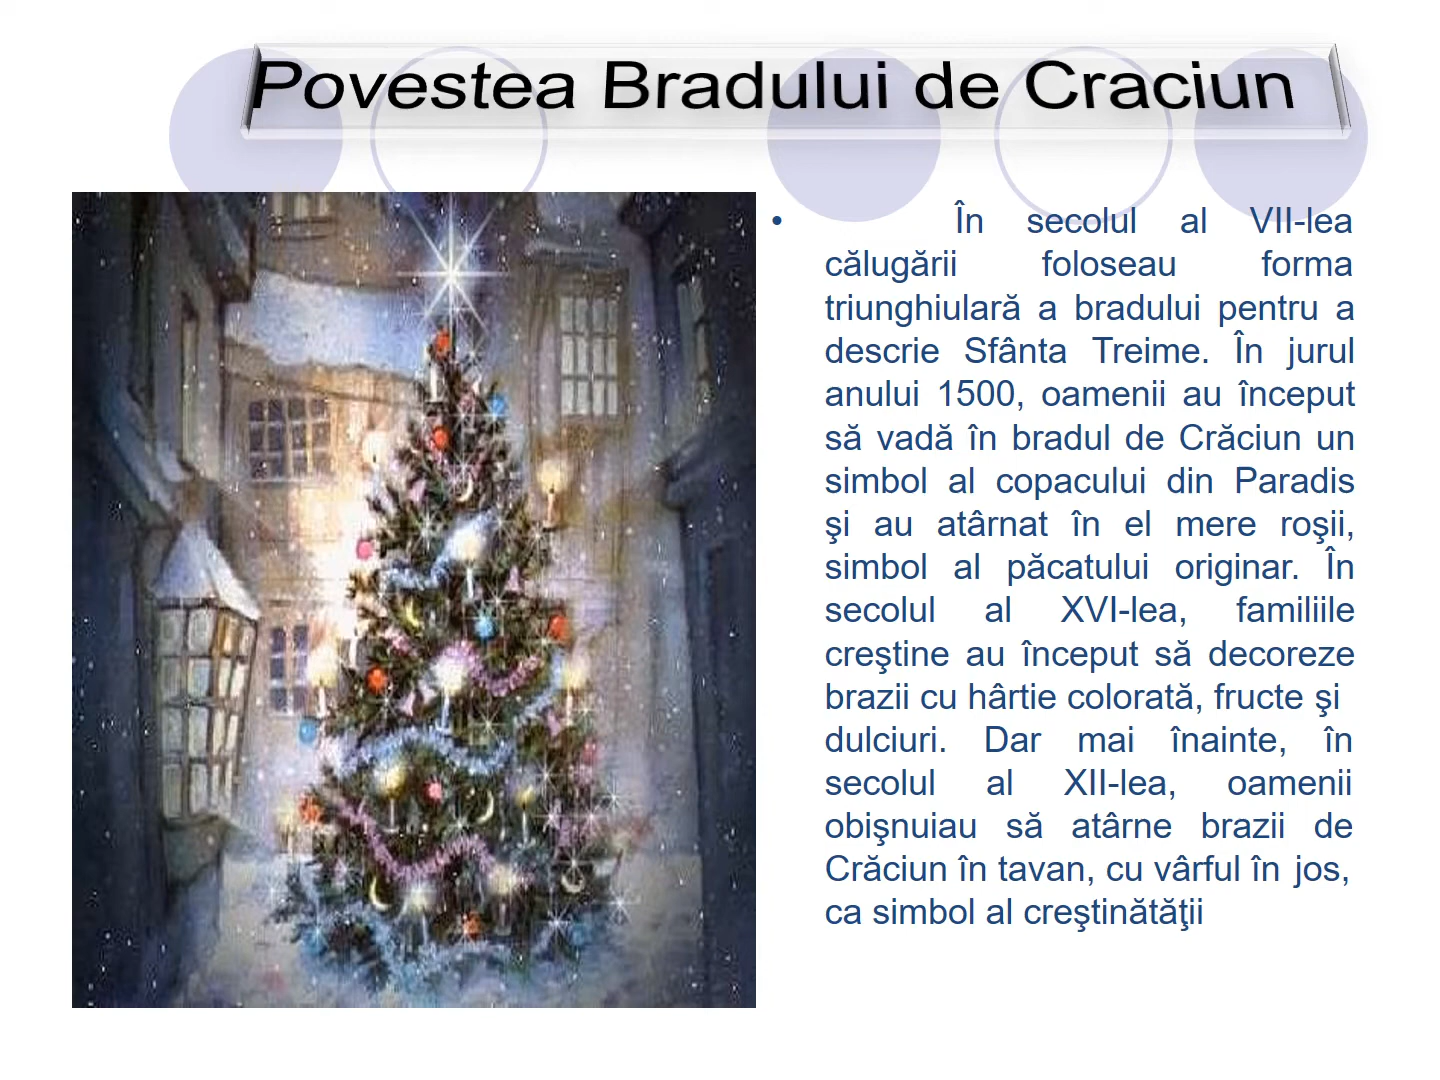 Povestea Bradului de Craciun
• În secolul al VII-lea
călugării foloseau forma
triunghiulară a bradului pentru a
descrie Sfânta Treime. În jurul
anului 1500, oamenii au început
să vadă în bradul de Crăciun un
simbol al copacului din Paradis
şi au atârnat în el mere roşii,
simbol al păcatului originar. În
secolul al XVI-lea, familiile
creştine au început să decoreze
brazii cu hârtie colorată, fructe şi
dulciuri. Dar mai înainte, în
secolul al XII-lea, oamenii
obişnuiau să atârne brazii de
Crăciun în tavan, cu vârful în jos,
ca simbol al creştinătăţii